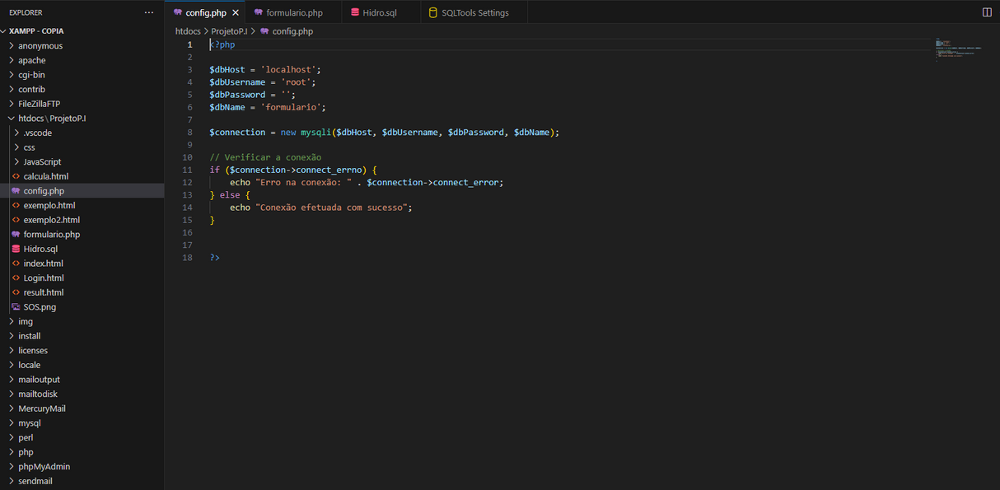 EXPLORER
XAMPP - COPIA
anonymous
apache
cgi-bin
contrib
FileZillaFTP
htdocs \ ProjetoP.I
.vscode
css
JavaScript
calcula.html
config.php
exemplo.html
exemplo2.html
formulario.php
Hidro.sql
index.html
Login.html
result.html
SOS.png
img
install
licenses
locale
mailoutput
mailtodisk
MercuryMail
mysql
perl
php
phpMyAdmin
sendmail
config.php formulario.php Hidro.sql SQLTools Settings
htdocs > ProjetoP.I > config.php
1 <?php
2
3 $dbHost = 'localhost';
4 $dbUsername = 'root';
5 $dbPassword = '';
6 $dbName = 'formulario';
7
8 $connection = new mysqli($dbHost, $dbUsername, $dbPassword, $dbName);
9
10 // Verificar a conexão
11 if ($connection->connect_errno) {
12 echo "Erro na conexão: " . $connection->connect_error;
13 } else {
14 echo "Conexão efetuada com sucesso";
15 }
16
17
18 ?>